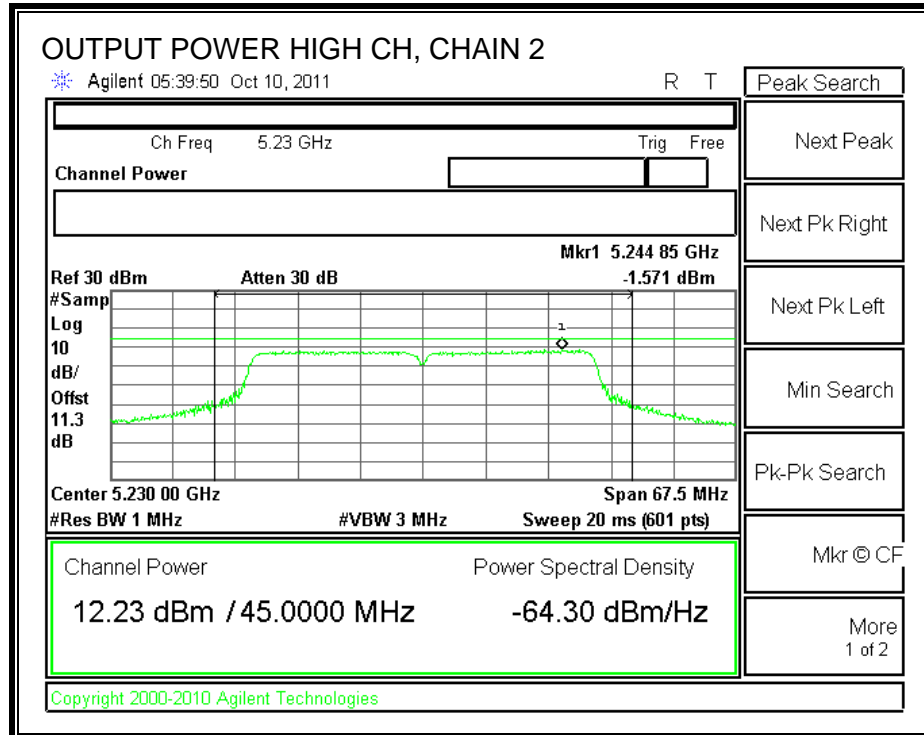 OUTPUT POWER HIGH CH, CHAIN 2
Agilent 05:39:50 Oct 10, 2011 R T
Peak Search
Ch Freq 5.23 GHz Trig Free
Channel Power
Mkr1 5.244 85 GHz
Ref 30 dBm Atten 30 dB -1.571 dBm
#Samp
Log
10
dB/
Offst
11.3
dB
1
Center 5.230 00 GHz Span 67.5 MHz
#Res BW 1 MHz #VBW 3 MHz Sweep 20 ms (601 pts)
Channel Power Power Spectral Density
12.23 dBm / 45.0000 MHz -64.30 dBm/Hz
Next Peak
Next Pk Right
Next Pk Left
Min Search
Pk-Pk Search
Mkr © CF
More
1 of 2
Copyright 2000-2010 Agilent Technologies